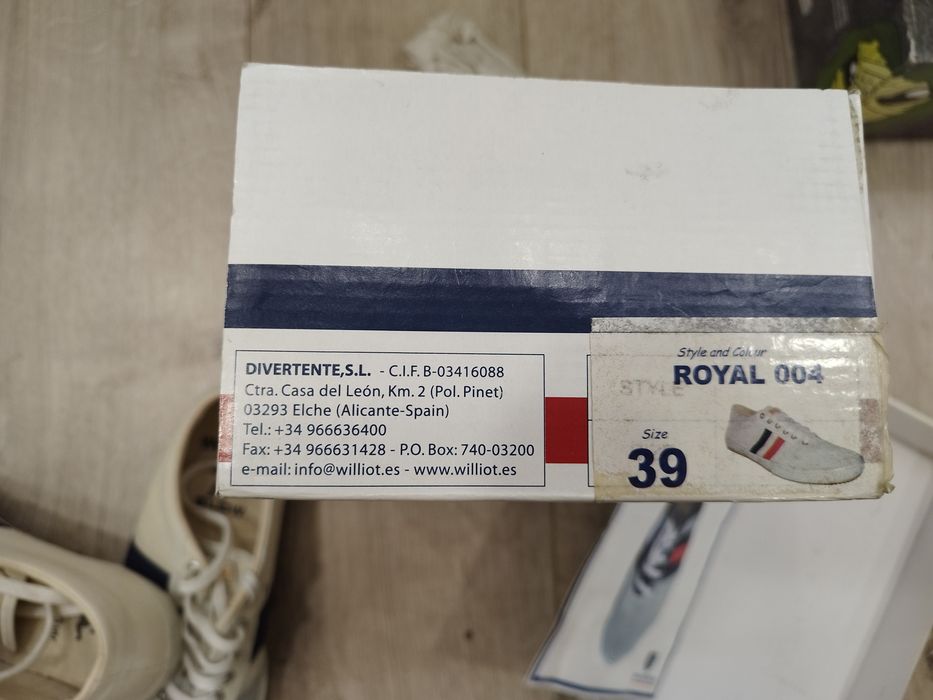 DIVERTENTE,S.L. - C.I.F. B-03416088
Ctra. Casa del León, Km. 2 (Pol. Pinet)
03293 Elche (Alicante-Spain)
Tel.: +34 966636400
Fax: +34 966631428 - P.O. Box: 740-03200
e-mail: info@williot.es - www.williot.es
Style and Colour
STYLE
ROYAL 004
Size
39